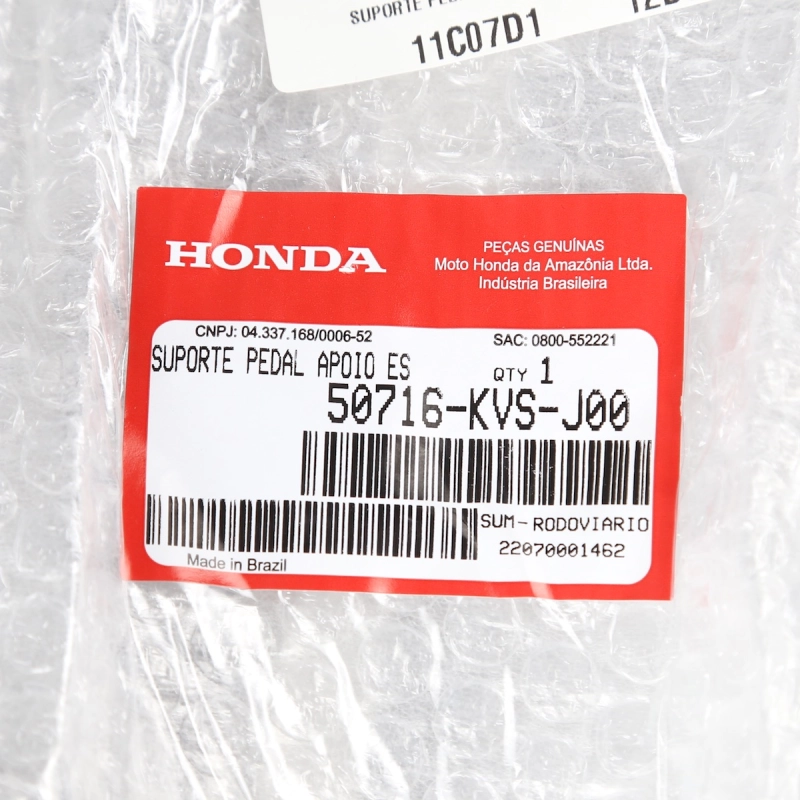 SUPORTE
11C07D1
HONDA
PEÇAS GENUÍNAS
Moto Honda da Amazônia Ltda.
Indústria Brasileira
CNPJ: 04.337.168/0006-52
SAC: 0800-552221
SUPORTE PEDAL APOIO ES
QTY 1
50716-KVS-J00
SUM-RODOVIARIO
22070001462
Made in Brazil